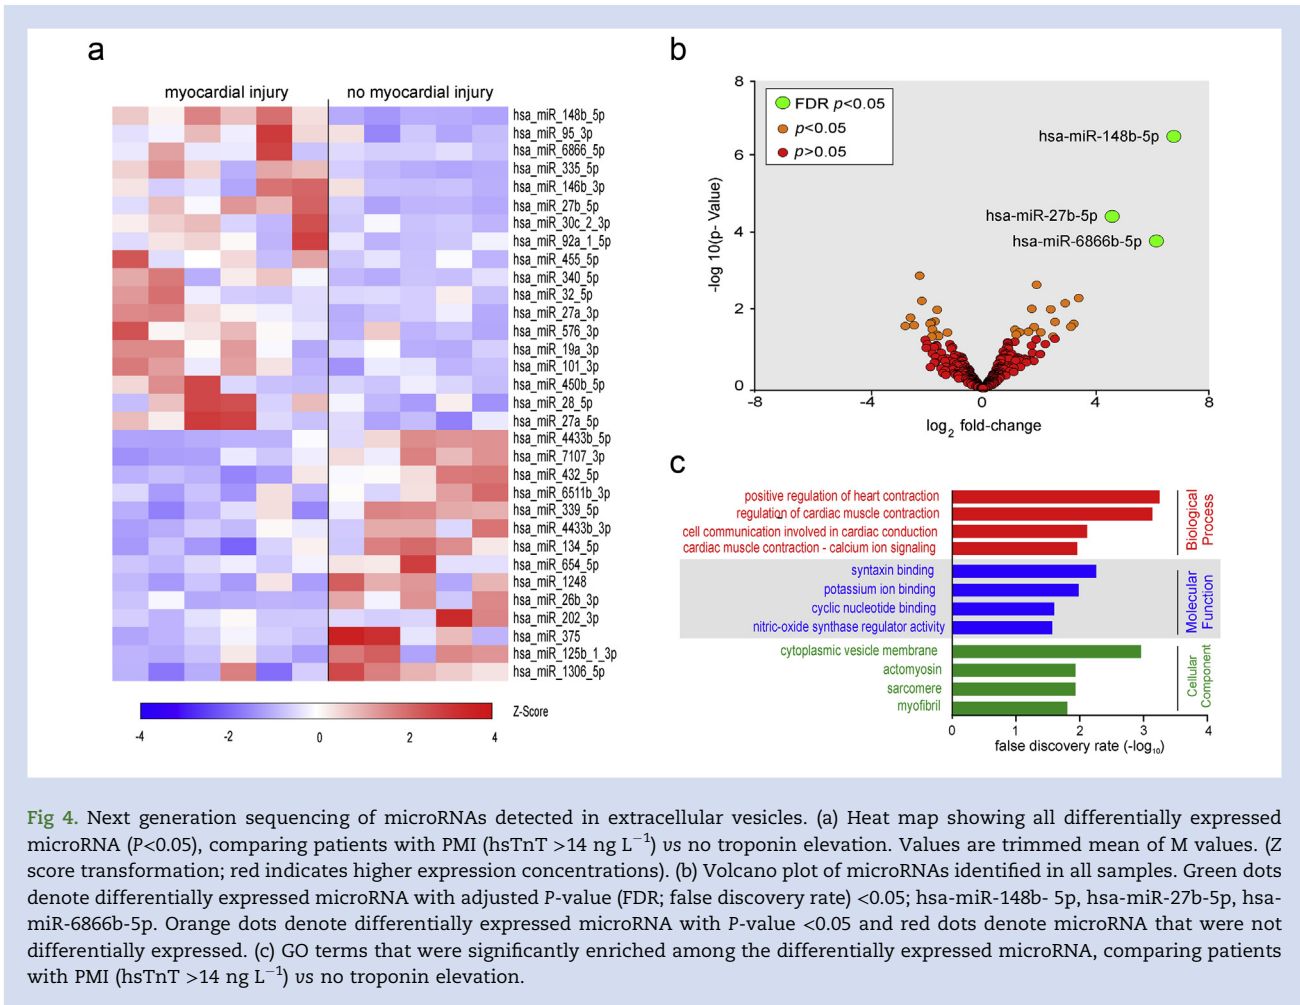 a
myocardial injury
no myocardial injury
hsa_miR_148b_5p
hsa_miR_95_3p
hsa_miR_6866_5p
hsa_miR_335_5p
hsa_miR_146b_3p
hsa_miR_27b_5p
hsa_miR_30c_2_3p
hsa_miR_92a_1_5p
hsa_miR_455_5p
hsa_miR_340_5p
hsa_miR_32_5p
hsa_miR_27a_3p
hsa_miR_576_3p
hsa_miR_19a_3p
hsa_miR_101_3p
hsa_miR_450b_5p
hsa_miR_28_5p
hsa_miR_27a_5p
hsa_miR_4433b_5p
hsa_miR_7107_3p
hsa_miR_432_5p
hsa_miR_6511b_3p
hsa_miR_339_5p
hsa_miR_4433b_3p
hsa_miR_134_5p
hsa_miR_654_5p
hsa_miR_1248
hsa_miR_26b_3p
hsa_miR_202_3p
hsa_miR_375
hsa_miR_125b_1_3p
hsa_miR_1306_5p
Z-Score
-4 -2 0 2 4
b
8
6
4
2
0
-log 10(p- Value)
FDR p<0.05
p<0.05
p>0.05
hsa-miR-148b-5p
hsa-miR-27b-5p
hsa-miR-6866b-5p
-8 -4 0 4 8
log2 fold-change
c
positive regulation of heart contraction
regulation of cardiac muscle contraction
cell communication involved in cardiac conduction
cardiac muscle contraction - calcium ion signaling
Biological
Process
syntaxin binding
potassium ion binding
cyclic nucleotide binding
nitric-oxide synthase regulator activity
Molecular
Function
cytoplasmic vesicle membrane
actomyosin
sarcomere
myofibril
Cellular
Component
0 1 2 3 4
false discovery rate (-log10)
Fig 4. Next generation sequencing of microRNAs detected in extracellular vesicles. (a) Heat map showing all differentially expressed
microRNA (P<0.05), comparing patients with PMI (hsTnT >14 ng L−1) vs no troponin elevation. Values are trimmed mean of M values. (Z
score transformation; red indicates higher expression concentrations). (b) Volcano plot of microRNAs identified in all samples. Green dots
denote differentially expressed microRNA with adjusted P-value (FDR; false discovery rate) <0.05; hsa-miR-148b- 5p, hsa-miR-27b-5p, hsa-
miR-6866b-5p. Orange dots denote differentially expressed microRNA with P-value <0.05 and red dots denote microRNA that were not
differentially expressed. (c) GO terms that were significantly enriched among the differentially expressed microRNA, comparing patients
with PMI (hsTnT >14 ng L−1) vs no troponin elevation.